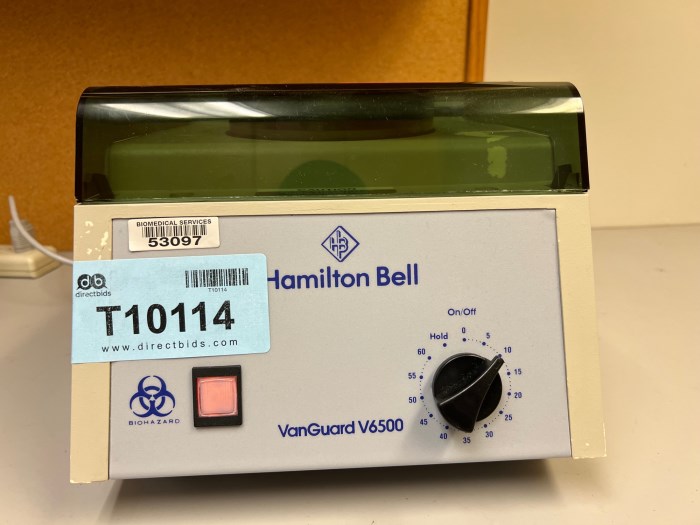 BIOMEDICAL SERVICES
53097
HB
Hamilton Bell
db
directbids
T10114
T10114
www.directbids.com
BIOHAZARD
VanGuard V6500
On/Off
Hold
0
5
10
15
20
25
30
35
40
45
50
55
60